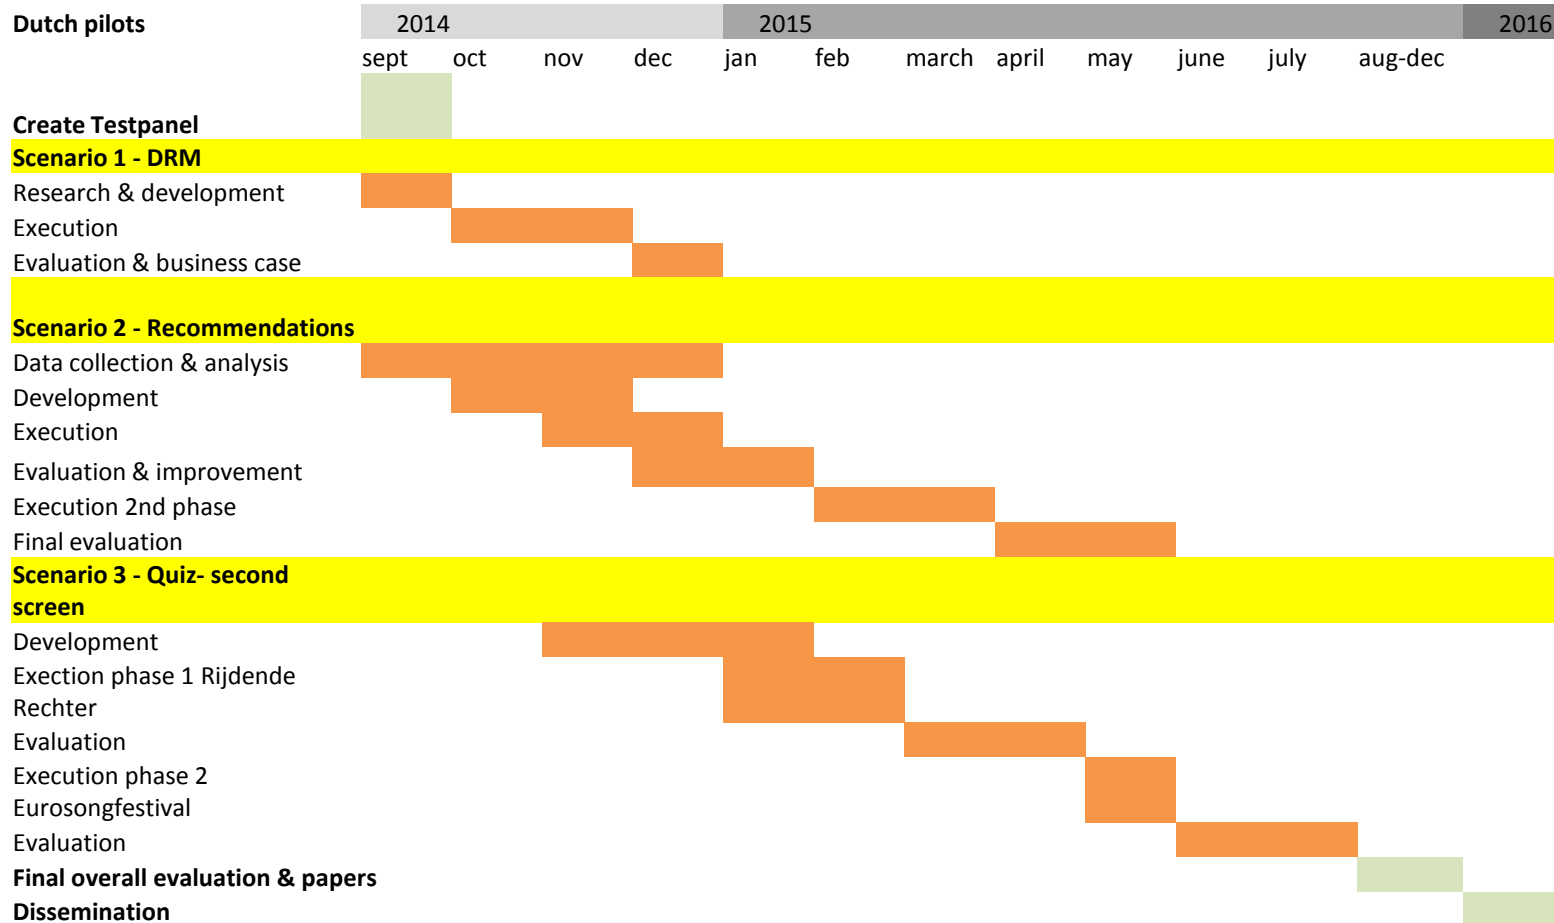 Dutch pilots 2014 2015 2016
sept oct nov dec jan feb march april may june july aug-dec
Create Testpanel
Scenario 1 - DRM
Research & development
Execution
Evaluation & business case
Scenario 2 - Recommendations
Data collection & analysis
Development
Execution
Evaluation & improvement
Execution 2nd phase
Final evaluation
Scenario 3 - Quiz- second
screen
Development
Exection phase 1 Rijdende
Rechter
Evaluation
Execution phase 2
Eurosongfestival
Evaluation
Final overall evaluation & papers
Dissemination